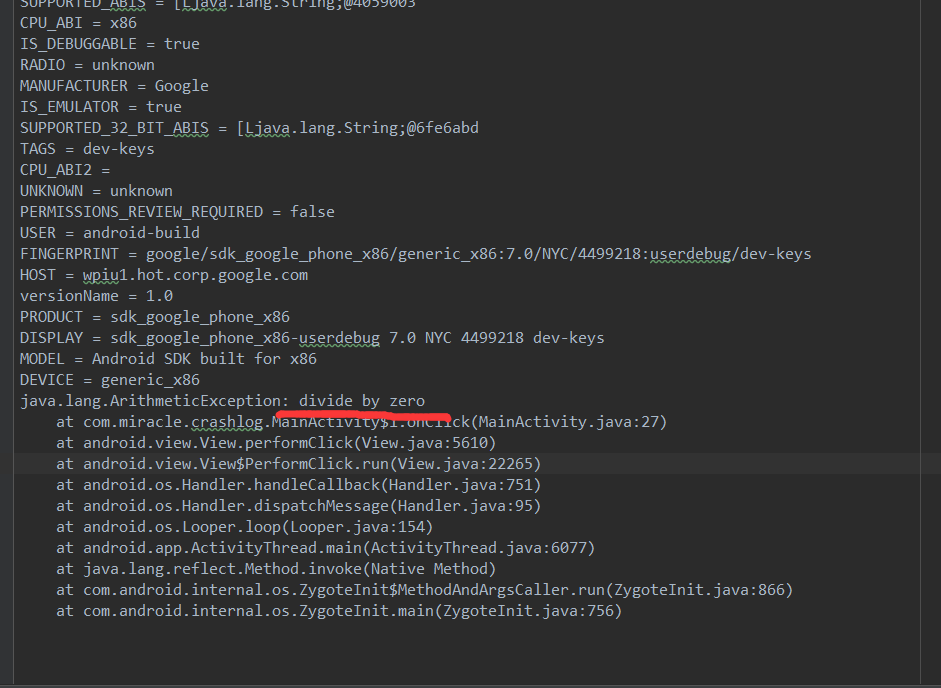 SUPPORTED_ABIS = [Ljava.lang.String;@4059003
CPU_ABI = x86
IS_DEBUGGABLE = true
RADIO = unknown
MANUFACTURER = Google
IS_EMULATOR = true
SUPPORTED_32_BIT_ABIS = [Ljava.lang.String;@6fe6abd
TAGS = dev-keys
CPU_ABI2 =
UNKNOWN = unknown
PERMISSIONS_REVIEW_REQUIRED = false
USER = android-build
FINGERPRINT = google/sdk_google_phone_x86/generic_x86:7.0/NYC/4499218:userdebug/dev-keys
HOST = wpiu1.hot.corp.google.com
versionName = 1.0
PRODUCT = sdk_google_phone_x86
DISPLAY = sdk_google_phone_x86-userdebug 7.0 NYC 4499218 dev-keys
MODEL = Android SDK built for x86
DEVICE = generic_x86
java.lang.ArithmeticException: divide by zero
    at com.miracle.crashlog.MainActivity$1.onClick(MainActivity.java:27)
    at android.view.View.performClick(View.java:5610)
    at android.view.View$PerformClick.run(View.java:22265)
    at android.os.Handler.handleCallback(Handler.java:751)
    at android.os.Handler.dispatchMessage(Handler.java:95)
    at android.os.Looper.loop(Looper.java:154)
    at android.app.ActivityThread.main(ActivityThread.java:6077)
    at java.lang.reflect.Method.invoke(Native Method)
    at com.android.internal.os.ZygoteInit$MethodAndArgsCaller.run(ZygoteInit.java:866)
    at com.android.internal.os.ZygoteInit.main(ZygoteInit.java:756)